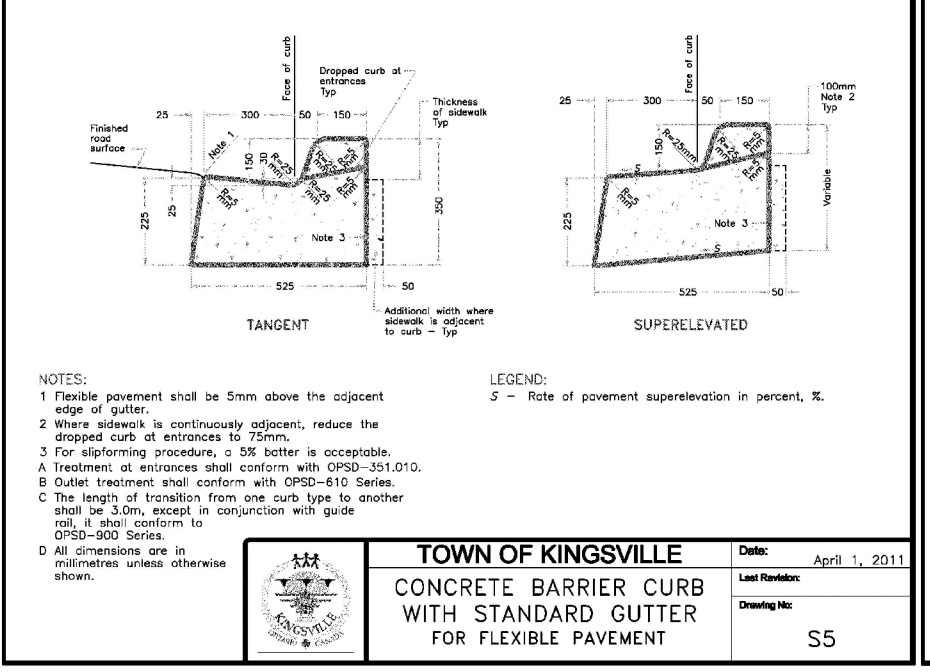 Face of curb
Dropped curb at
entrances
Typ
Thickness
of sidewalk
Typ
25
300
50
150
Finished
road
surface
Note 1
150
30
R=25
mm
R=25
mm
R=5
mm
R=25
mm
R=5
mm
R=5
mm
225
25
350
Note 3
525
50
Additional width where
sidewalk is adjacent
to curb - Typ
TANGENT
Face of curb
100mm
Note 2
Typ
25
300
50
150
150
R=25mm
R=25
mm
R=5
mm
R=5
mm
R=5
mm
S
225
Variable
Note 3
S
525
50
SUPERELEVATED
NOTES:
1 Flexible pavement shall be 5mm above the adjacent
edge of gutter.
2 Where sidewalk is continuously adjacent, reduce the
dropped curb at entrances to 75mm.
3 For slipforming procedure, a 5% batter is acceptable.
A Treatment at entrances shall conform with OPSD-351.010.
B Outlet treatment shall conform with OPSD-610 Series.
C The length of transition from one curb type to another
shall be 3.0m, except in conjunction with guide
rail, it shall conform to
OPSD-900 Series.
D All dimensions are in
millimetres unless otherwise
shown.
LEGEND:
S - Rate of pavement superelevation in percent, %.
KINGSVILLE
ONTARIO CANADA
TOWN OF KINGSVILLE
CONCRETE BARRIER CURB
WITH STANDARD GUTTER
FOR FLEXIBLE PAVEMENT
Date:
April 1, 2011
Last Revision:
Drawing No:
S5